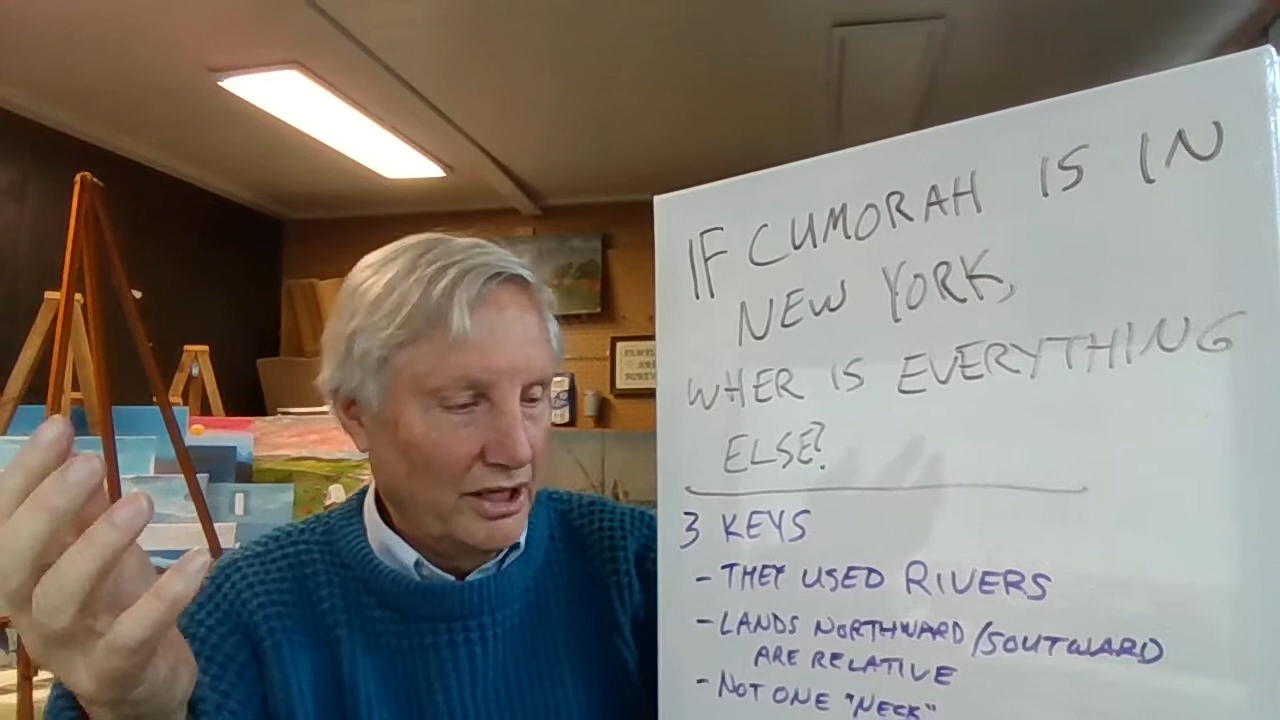 IF CUMORAH IS IN
NEW YORK,
WHER IS EVERYTHING
ELSE?
3 KEYS
- THEY USED RIVERS
- LANDS NORTHWARD/SOUTWARD
ARE RELATIVE
- NOT ONE "NECK"